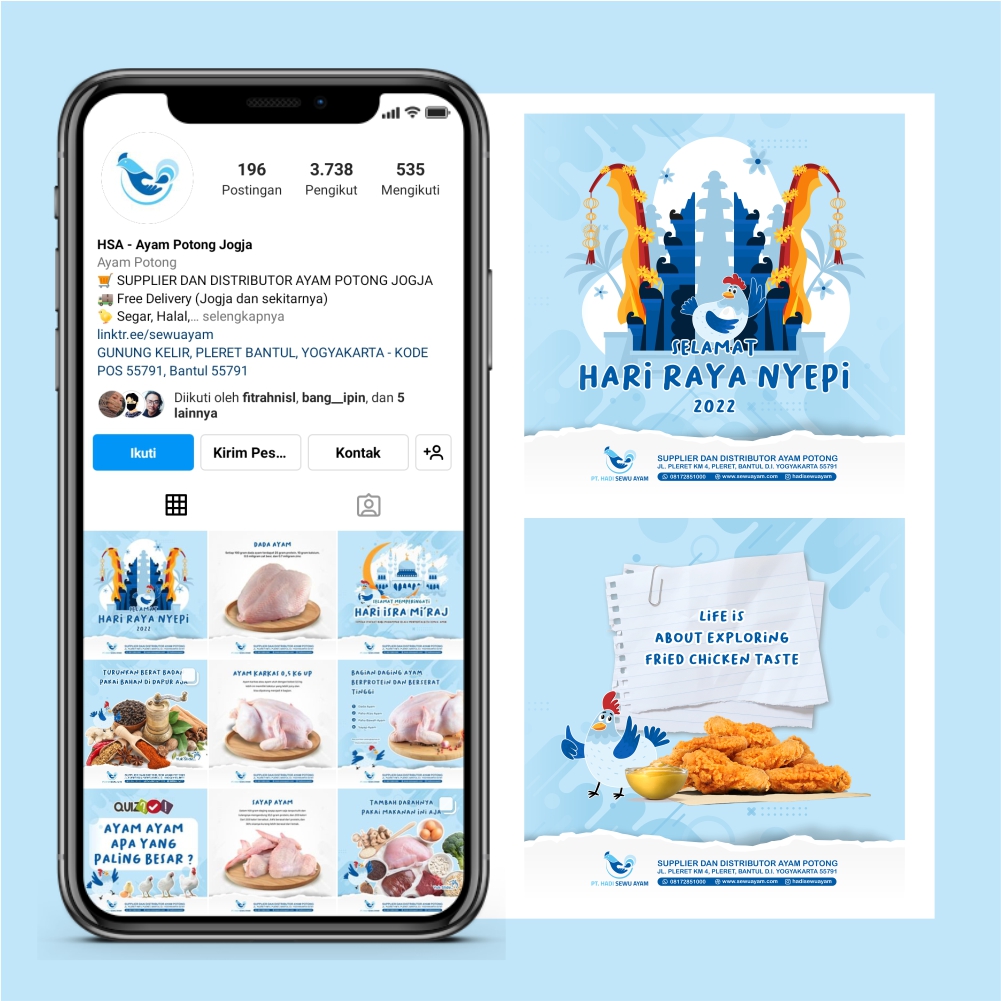 196
3.738
535
Postingan
Pengikut
Mengikuti
HSA - Ayam Potong Jogja
Ayam Potong
SUPPLIER DAN DISTRIBUTOR AYAM POTONG JOGJA
Free Delivery (Jogja dan sekitarnya)
Segar, Halal,... selengkapnya
linktr.ee/sewuayam
GUNUNG KELIR, PLERET BANTUL, YOGYAKARTA - KODE
POS 55791, Bantul 55791
Diikuti oleh fitrahnisl, bang__ipin, dan 5
lainnya
Ikuti
Kirim Pes...
Kontak
SELAMAT
HARI RAYA NYEPI
2022
DADA AYAM
SELAMAT MEMPERINGATI
HARI ISRA MI'RAJ
TURUNKAN BERAT BADAN
PAKAI BAHAN DI DAPUR AJA
AYAM KARKAS 0,5 KG UP
BAGIAN DAGING AYAM
BERPROTEIN DAN BERSERAT
TINGGI
QUIZ
AYAM AYAM
APA YANG
PALING BESAR ?
SAYAP AYAM
TAMBAH DARAHNYA
PAKAI MAKANAN INI AJA
SELAMAT
HARI RAYA NYEPI
2022
PT. HADI SEWU AYAM
SUPPLIER DAN DISTRIBUTOR AYAM POTONG
JL. PLERET KM 4, PLERET, BANTUL D.I. YOGYAKARTA 55791
08172851000 www.sewuayam.com hadisewuayam
LIFE IS
ABOUT EXPLORING
FRIED CHICKEN TASTE
PT. HADI SEWU AYAM
SUPPLIER DAN DISTRIBUTOR AYAM POTONG
JL. PLERET KM 4, PLERET, BANTUL D.I. YOGYAKARTA 55791
08172851000 www.sewuayam.com hadisewuayam